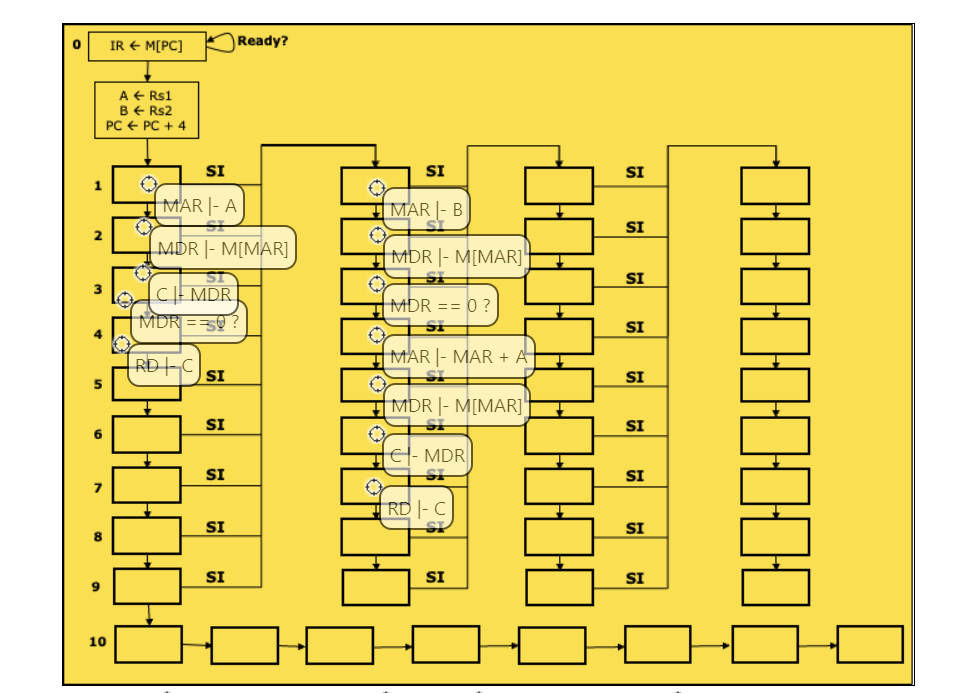 0
IR ← M[PC]
Ready?
A ← Rs1
B ← Rs2
PC ← PC + 4
1
SI
SI
SI
MAR |- A
MAR |- B
2
SI
SI
SI
MDR |- M[MAR]
MDR |- M[MAR]
3
SI
SI
SI
C |- MDR
MDR == 0 ?
MDR == 0 ?
4
SI
SI
SI
RD |- C
MAR |- MAR + A
5
SI
SI
SI
MDR |- M[MAR]
6
SI
SI
SI
C |- MDR
7
SI
SI
SI
RD |- C
8
SI
SI
SI
9
SI
SI
SI
10